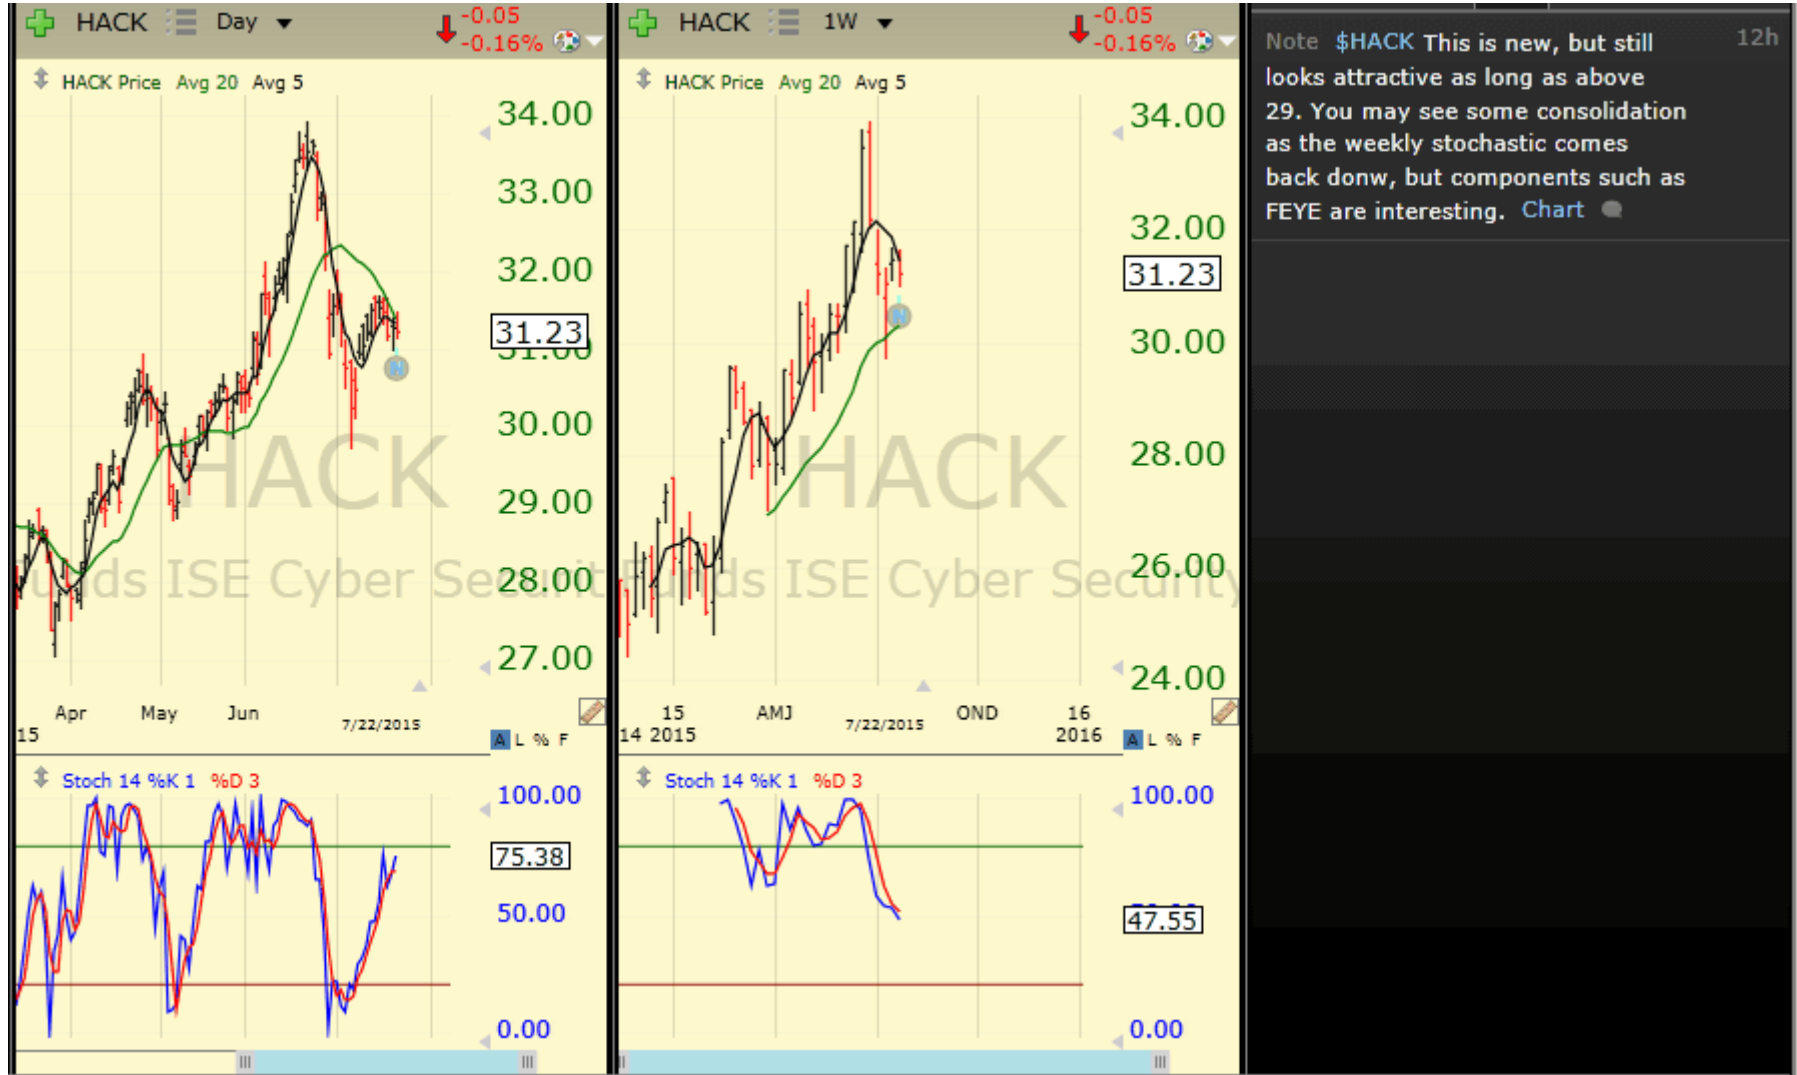 HACK Day -0.05
-0.16%
HACK Price Avg 20 Avg 5
34.00
33.00
32.00
31.23
31.00
30.00
29.00
28.00
27.00
HACK
Funds ISE Cyber Securit
Apr May Jun 7/22/2015
15
A L % F
Stoch 14 %K 1 %D 3
100.00
75.38
50.00
0.00
HACK 1W -0.05
-0.16%
HACK Price Avg 20 Avg 5
34.00
32.00
31.23
30.00
28.00
26.00
24.00
HACK
Funds ISE Cyber Security
N
N
15 AMJ 7/22/2015 OND 16
14 2015 2016
A L % F
Stoch 14 %K 1 %D 3
100.00
47.55
0.00
Note $HACK This is new, but still 12h
looks attractive as long as above
29. You may see some consolidation
as the weekly stochastic comes
back donw, but components such as
FEYE are interesting. Chart